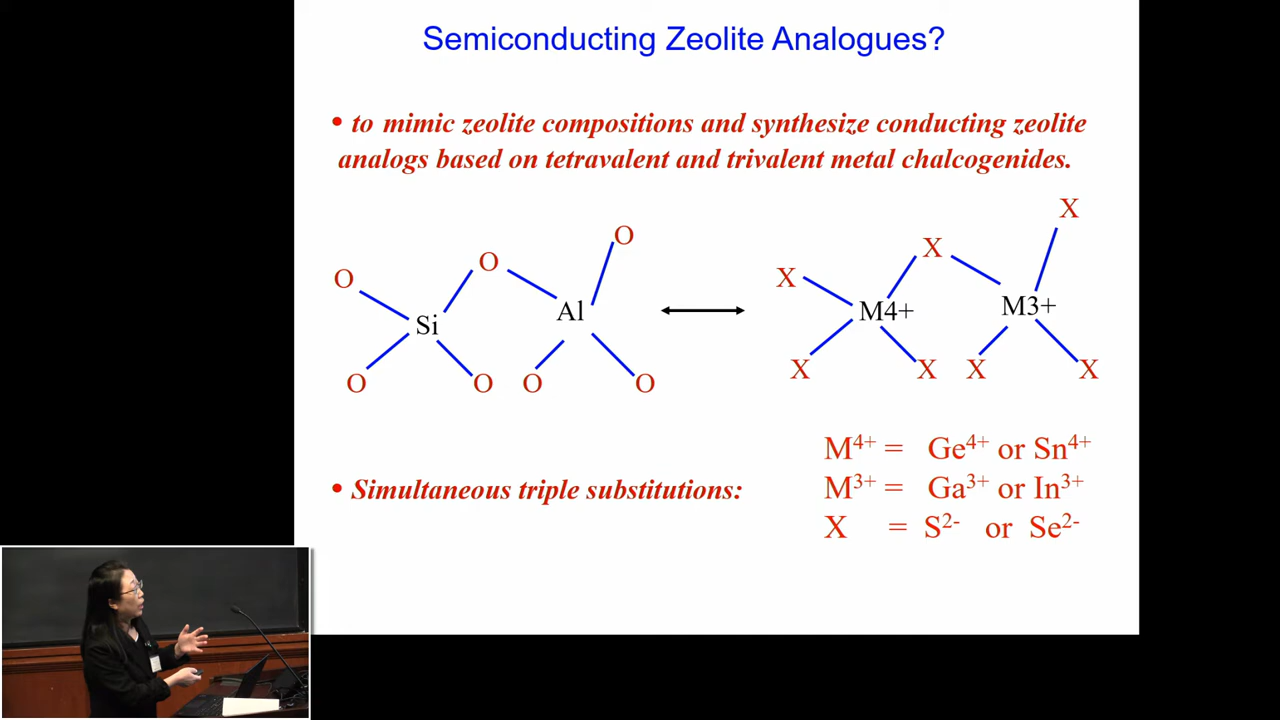 Semiconducting Zeolite Analogues?
• to mimic zeolite compositions and synthesize conducting zeolite
analogs based on tetravalent and trivalent metal chalcogenides.
O
O
O
Si
Al
O
O
O
O
X
X
X
M4+
M3+
X
X
X
X
M⁴⁺ = Ge⁴⁺ or Sn⁴⁺
• Simultaneous triple substitutions:
M³⁺ = Ga³⁺ or In³⁺
X = S²⁻ or Se²⁻